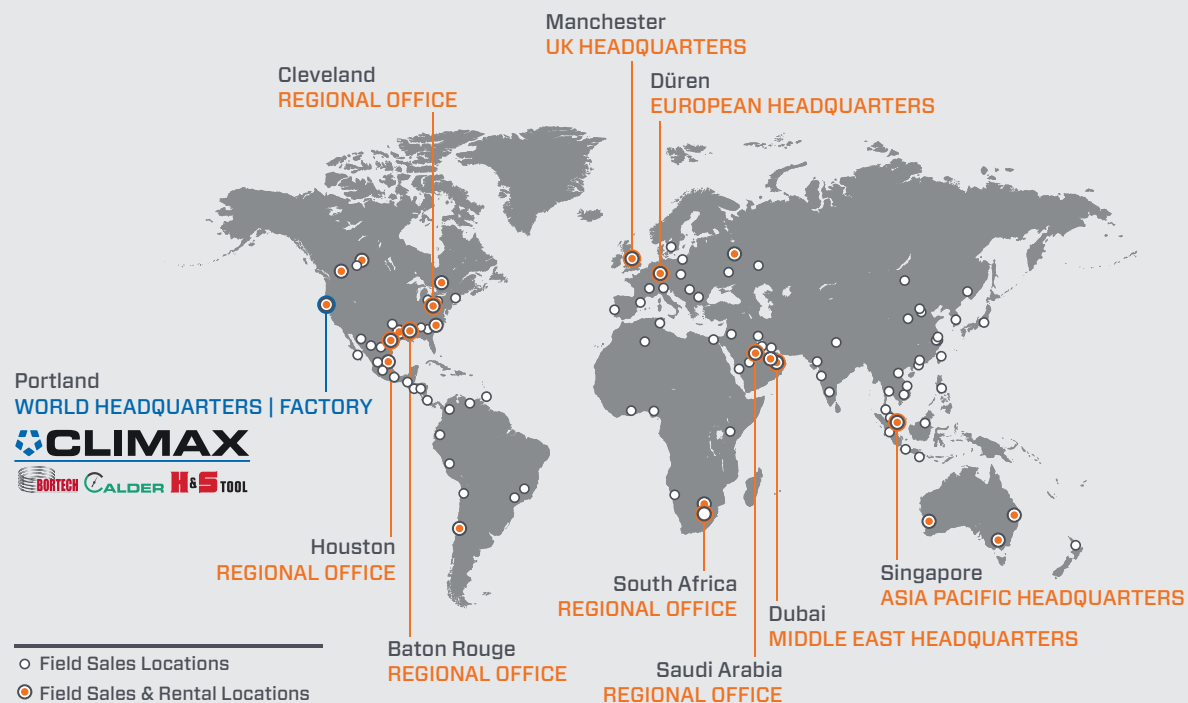 Manchester
UK HEADQUARTERS
Cleveland
REGIONAL OFFICE
Düren
EUROPEAN HEADQUARTERS
Portland
WORLD HEADQUARTERS | FACTORY
CLIMAX
BORTECH CALDER H&S TOOL
Houston
REGIONAL OFFICE
South Africa
REGIONAL OFFICE
Singapore
ASIA PACIFIC HEADQUARTERS
Dubai
MIDDLE EAST HEADQUARTERS
Baton Rouge
REGIONAL OFFICE
Saudi Arabia
REGIONAL OFFICE
Field Sales Locations
Field Sales & Rental Locations